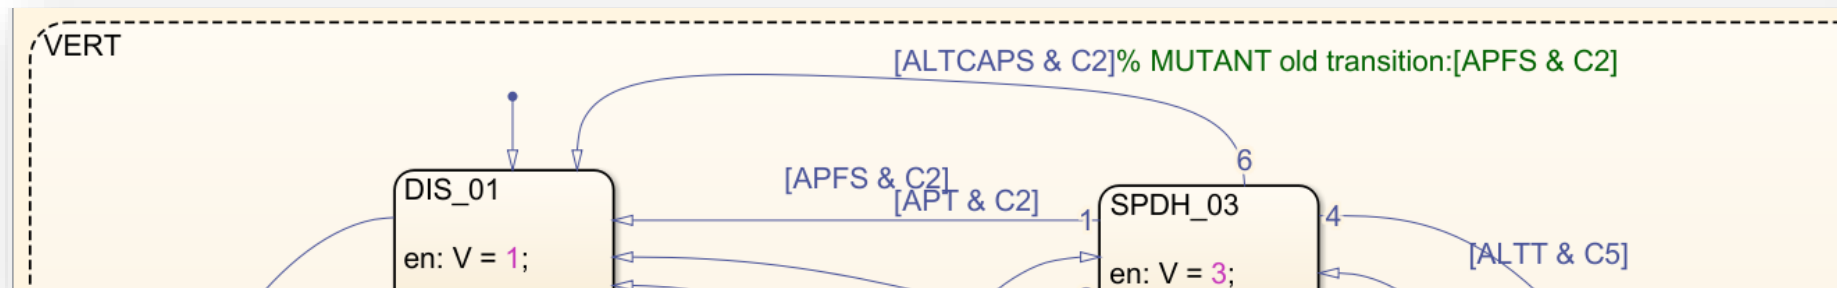 VERT
[ALTCAPS & C2]% MUTANT old transition:[APFS & C2]
6
[APFS & C2]
[APT & C2]
DIS_01
1
SPDH_03
4
[ALTT & C5]
en: V = 1;
en: V = 3;